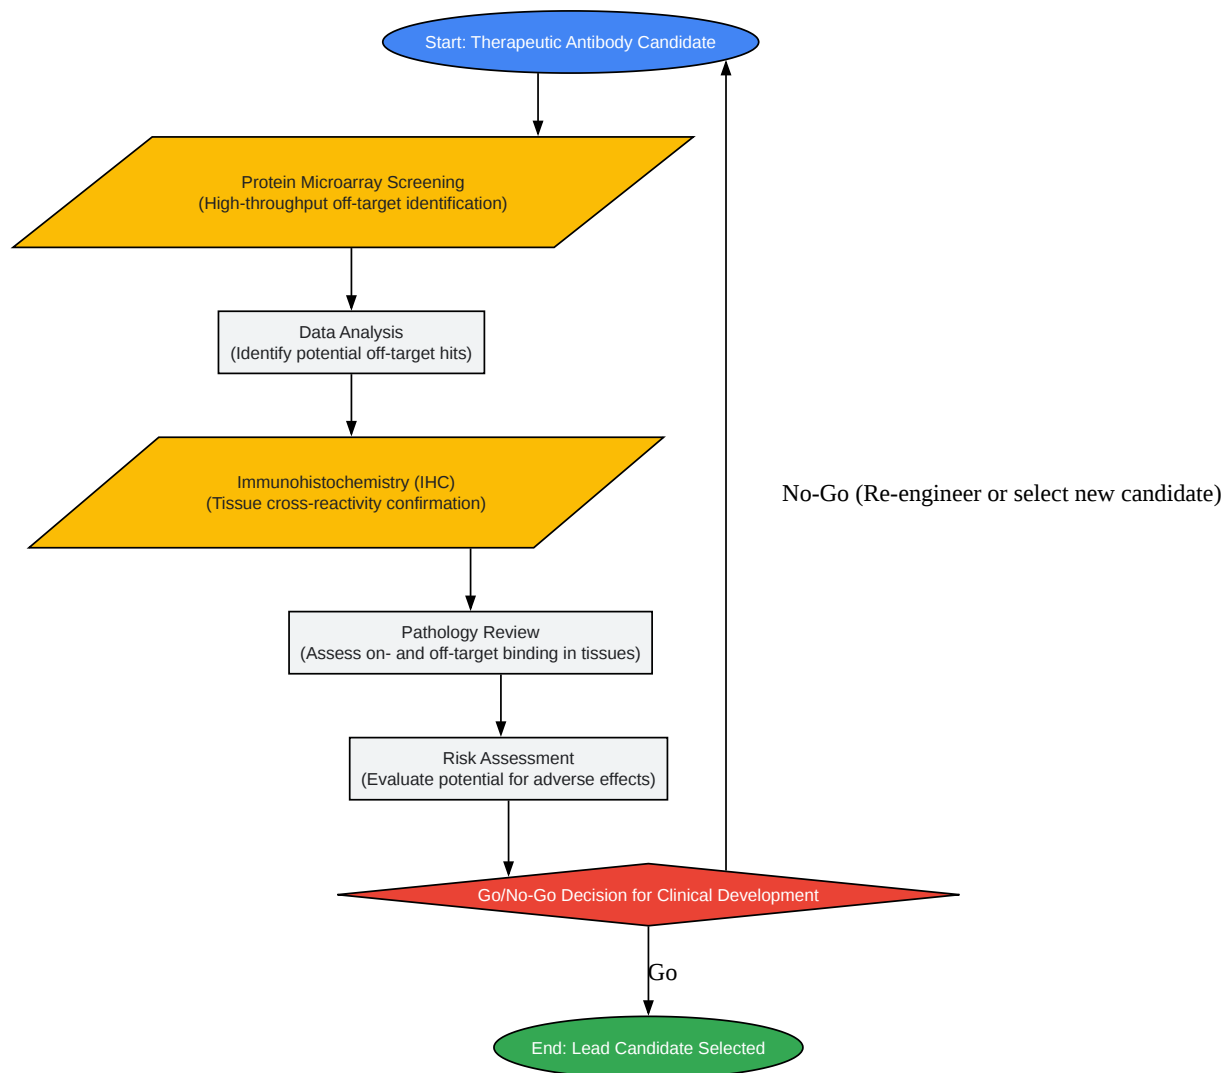 Start: Therapeutic Antibody Candidate
Protein Microarray Screening
(High-throughput off-target identification)
Data Analysis
(Identify potential off-target hits)
Immunohistochemistry (IHC)
(Tissue cross-reactivity confirmation)
No-Go (Re-engineer or select new candidate)
Pathology Review
(Assess on- and off-target binding in tissues)
Risk Assessment
(Evaluate potential for adverse effects)
Go/No-Go Decision for Clinical Development
Go
End: Lead Candidate Selected